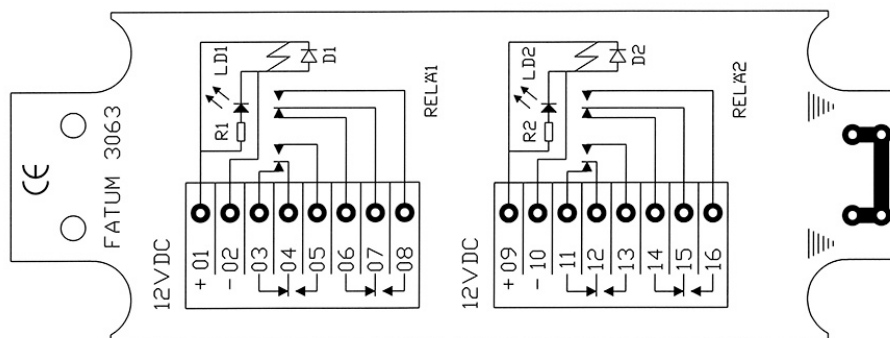 CE
FATUM 3063
LD1
D1
R1
RELÄ1
12VDC
+ 01
- 02
03
04
05
06
07
08
LD2
D2
R2
RELÄ2
12VDC
+ 09
- 10
11
12
13
14
15
16